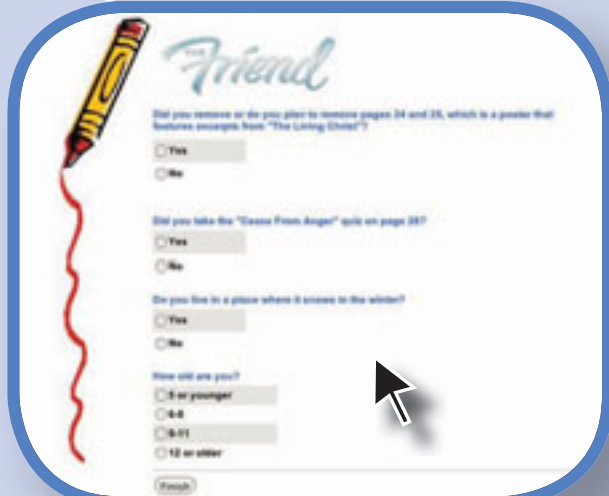 THE
Friend
Did you remove or do you plan to remove pages 24 and 25, which is a poster that
features excerpts from "The Living Christ"?
Yes
No
Did you take the "Cease From Anger" quiz on page 28?
Yes
No
Do you live in a place where it snows in the winter?
Yes
No
How old are you?
5 or younger
6-8
9-11
12 or older
Finish